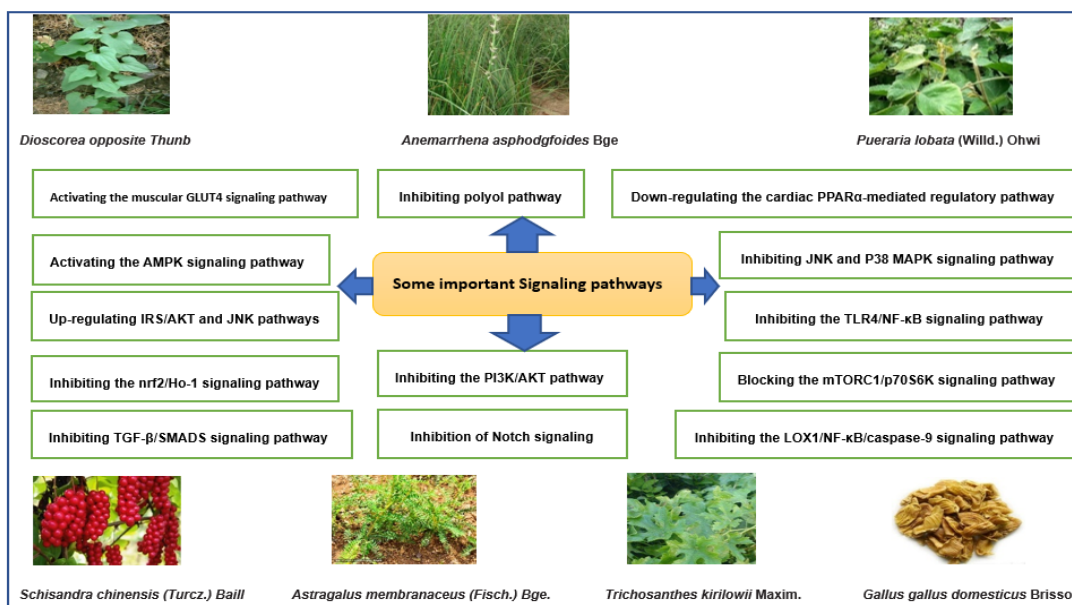 Dioscorea opposite Thunb
Anemarrhena asphodgfoides Bge
Pueraria lobata (Willd.) Ohwi
Activating the muscular GLUT4 signaling pathway
Inhibiting polyol pathway
Down-regulating the cardiac PPARα-mediated regulatory pathway
Activating the AMPK signaling pathway
Some important Signaling pathways
Inhibiting JNK and P38 MAPK signaling pathway
Up-regulating IRS/AKT and JNK pathways
Inhibiting the TLR4/NF-κB signaling pathway
Inhibiting the nrf2/Ho-1 signaling pathway
Inhibiting the PI3K/AKT pathway
Blocking the mTORC1/p70S6K signaling pathway
Inhibiting TGF-β/SMADS signaling pathway
Inhibition of Notch signaling
Inhibiting the LOX1/NF-κB/caspase-9 signaling pathway
Schisandra chinensis (Turcz.) Baill
Astragalus membranaceus (Fisch.) Bge.
Trichosanthes kirilowii Maxim.
Gallus gallus domesticus Brisso